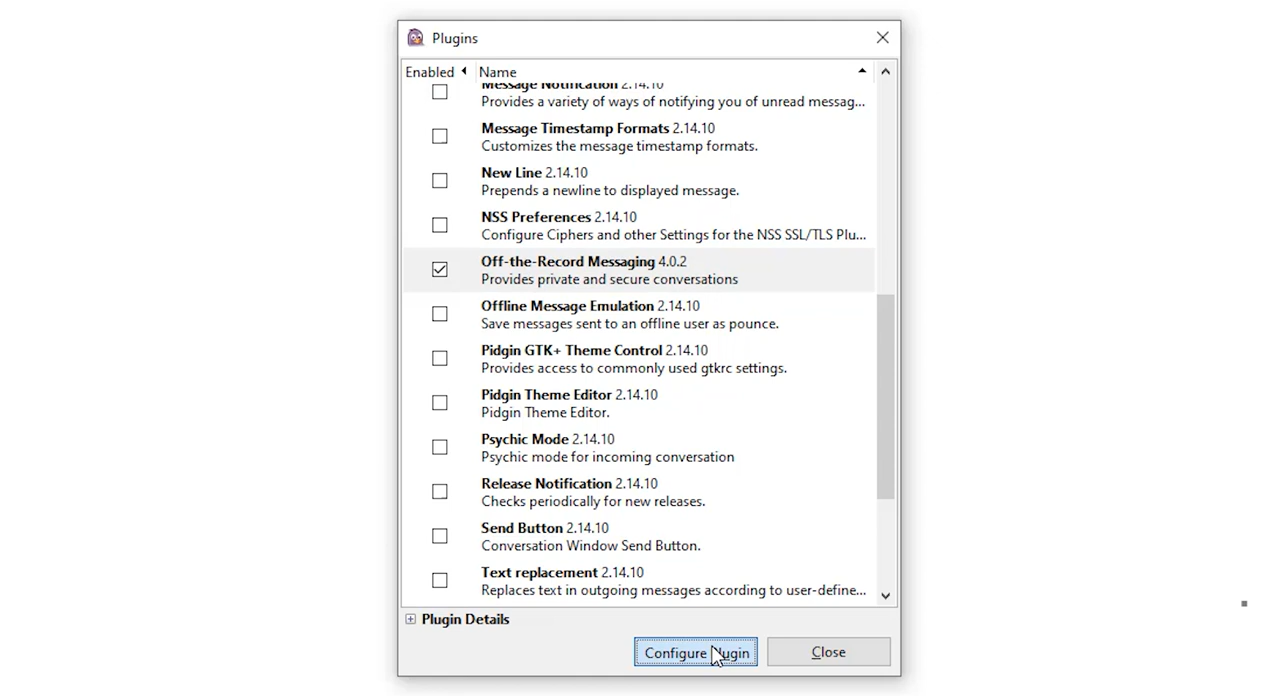 Plugins
Enabled Name
Message Notification 2.14.10
Provides a variety of ways of notifying you of unread messag...
Message Timestamp Formats 2.14.10
Customizes the message timestamp formats.
New Line 2.14.10
Prepends a newline to displayed message.
NSS Preferences 2.14.10
Configure Ciphers and other Settings for the NSS SSL/TLS Plu...
Off-the-Record Messaging 4.0.2
Provides private and secure conversations
Offline Message Emulation 2.14.10
Save messages sent to an offline user as pounce.
Pidgin GTK+ Theme Control 2.14.10
Provides access to commonly used gtkrc settings.
Pidgin Theme Editor 2.14.10
Pidgin Theme Editor.
Psychic Mode 2.14.10
Psychic mode for incoming conversation
Release Notification 2.14.10
Checks periodically for new releases.
Send Button 2.14.10
Conversation Window Send Button.
Text replacement 2.14.10
Replaces text in outgoing messages according to user-define...
Plugin Details
Configure Plugin Close